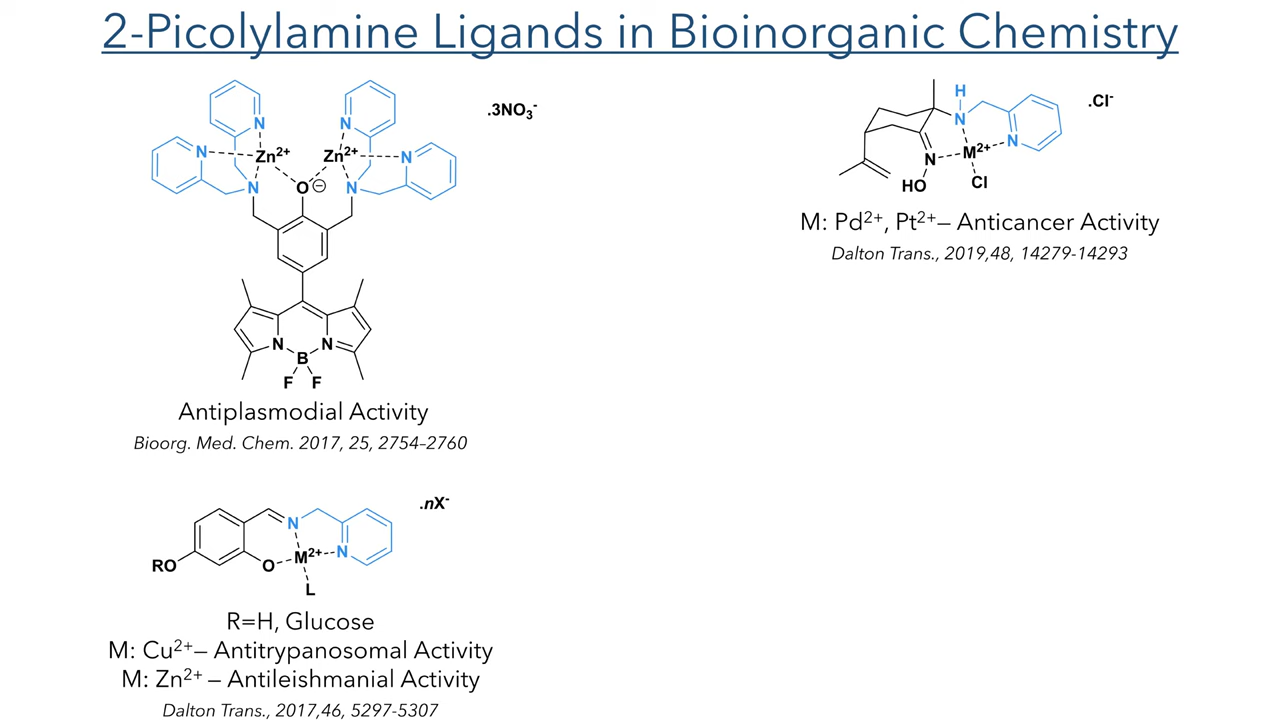 2-Picolylamine Ligands in Bioinorganic Chemistry
.3NO₃⁻
N N
N Zn²⁺ Zn²⁺ N
N O⊖ N
N B N
F F
Antiplasmodial Activity
Bioorg. Med. Chem. 2017, 25, 2754–2760
H .Cl⁻
N
N M²⁺ N
HO Cl
M: Pd²⁺, Pt²⁺– Anticancer Activity
Dalton Trans., 2019,48, 14279-14293
.nX⁻
N
RO O M²⁺ N
L
R=H, Glucose
M: Cu²⁺– Antitrypanosomal Activity
M: Zn²⁺ – Antileishmanial Activity
Dalton Trans., 2017,46, 5297-5307